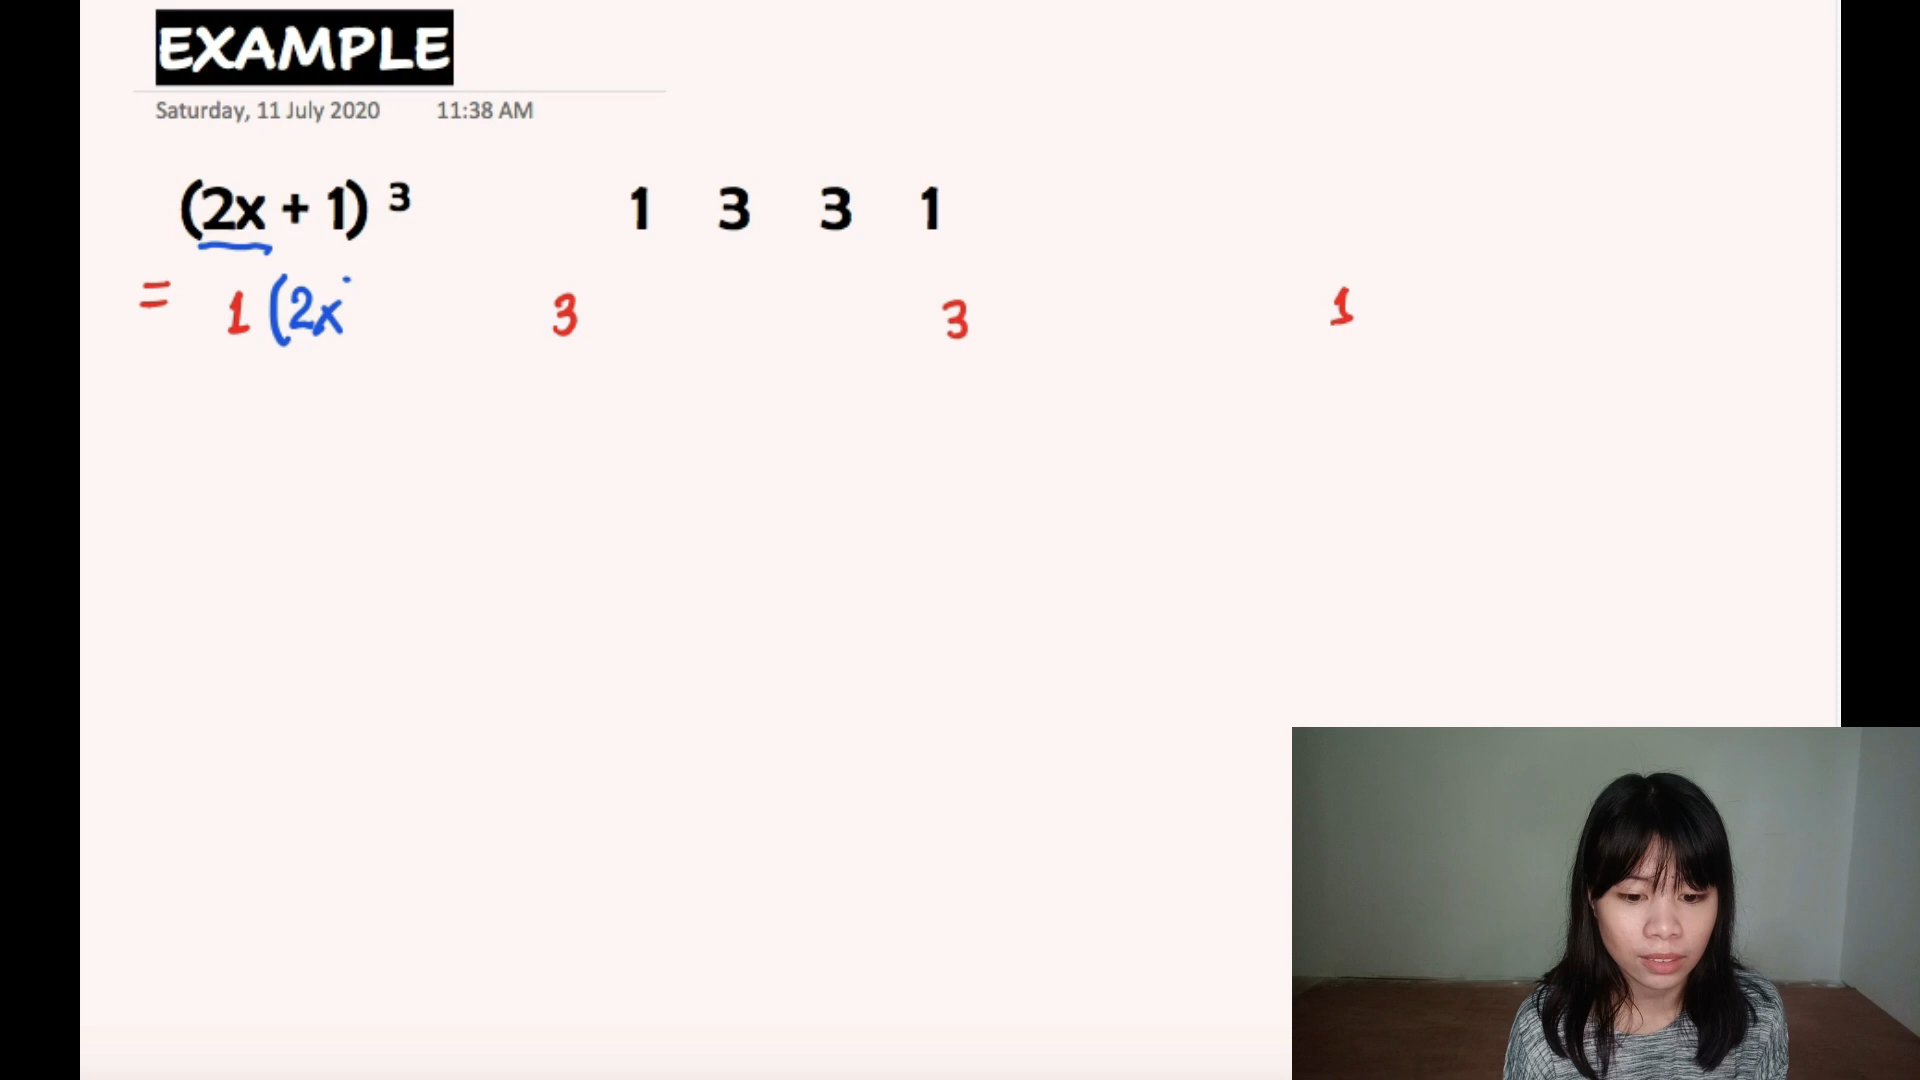 EXAMPLE
Saturday, 11 July 2020 11:38 AM
(2x + 1) ³ 1 3 3 1
= 1 (2x 3 3 1